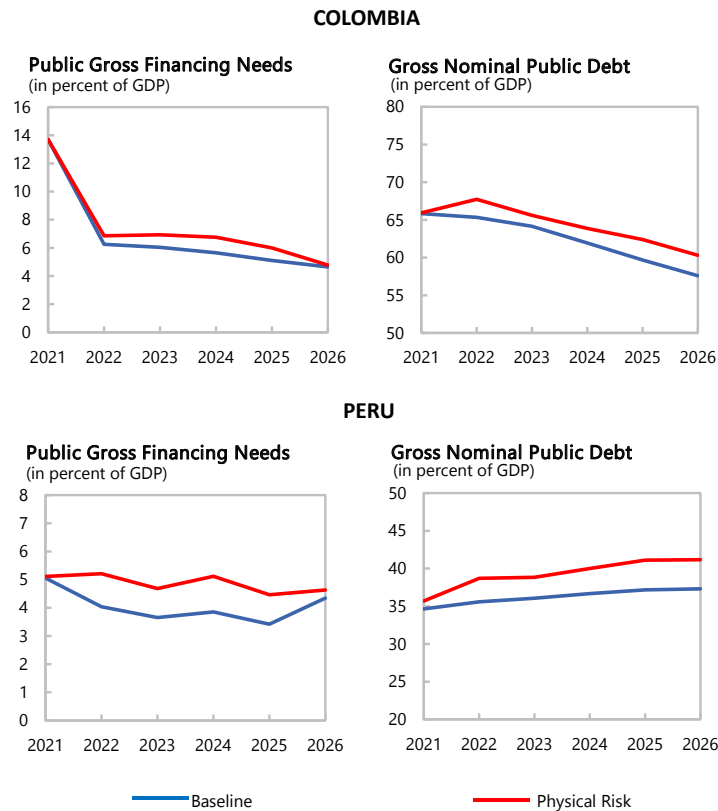 COLOMBIA
Public Gross Financing Needs
(in percent of GDP)
16
14
12
10
8
6
4
2
0
2021 2022 2023 2024 2025 2026
Gross Nominal Public Debt
(in percent of GDP)
80
75
70
65
60
55
50
2021 2022 2023 2024 2025 2026
PERU
Public Gross Financing Needs
(in percent of GDP)
8
7
6
5
4
3
2
1
0
2021 2022 2023 2024 2025 2026
Gross Nominal Public Debt
(in percent of GDP)
50
45
40
35
30
25
20
2021 2022 2023 2024 2025 2026
Baseline
Physical Risk